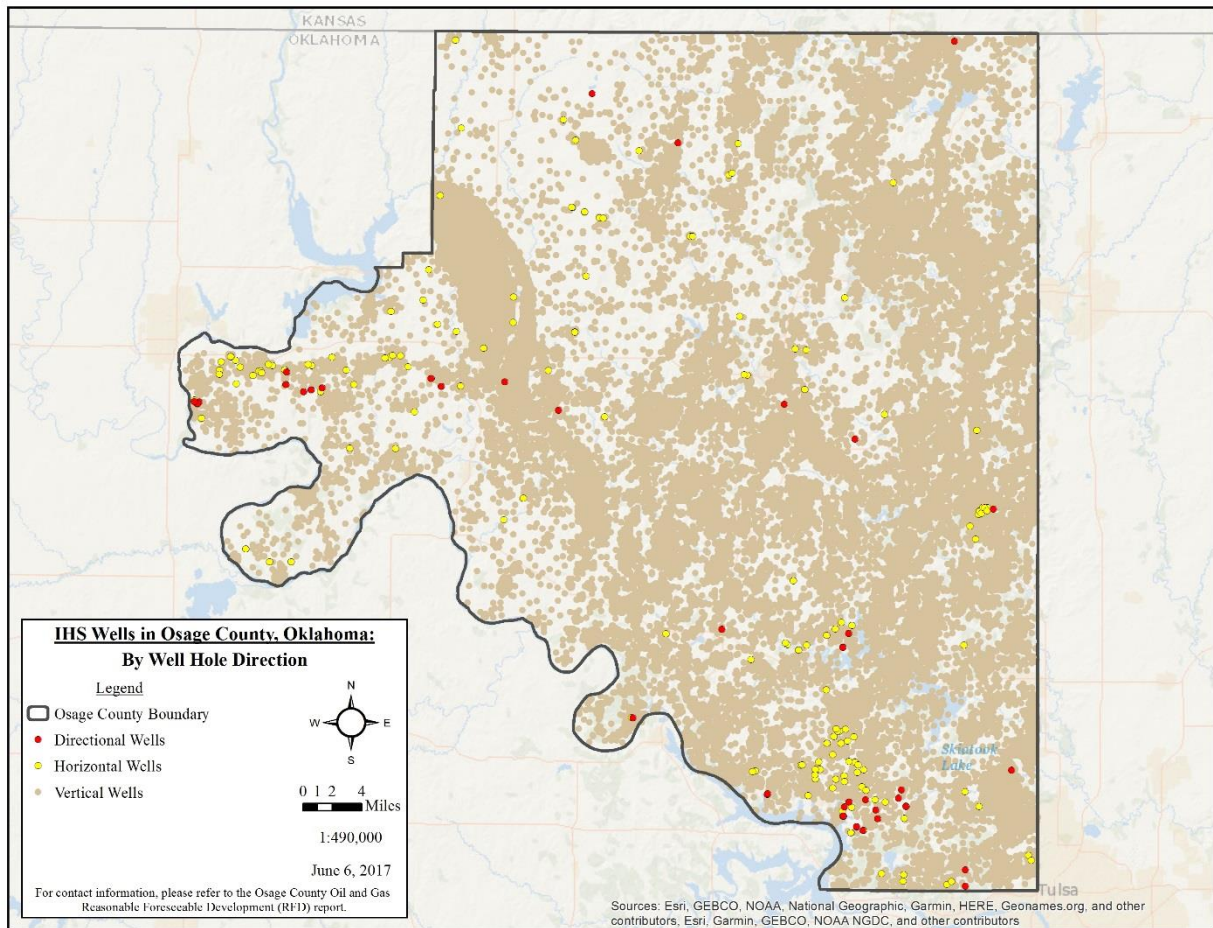 KANSAS
OKLAHOMA
Skiatook
Lake
Tulsa
IHS Wells in Osage County, Oklahoma:
By Well Hole Direction
Legend
Osage County Boundary
Directional Wells
Horizontal Wells
Vertical Wells
N
W E
S
0 1 2 4
Miles
1:490,000
June 6, 2017
For contact information, please refer to the Osage County Oil and Gas
Reasonable Foreseeable Development (RFD) report.
Sources: Esri, GEBCO, NOAA, National Geographic, Garmin, HERE, Geonames.org, and other
contributors, Esri, Garmin, GEBCO, NOAA NGDC, and other contributors